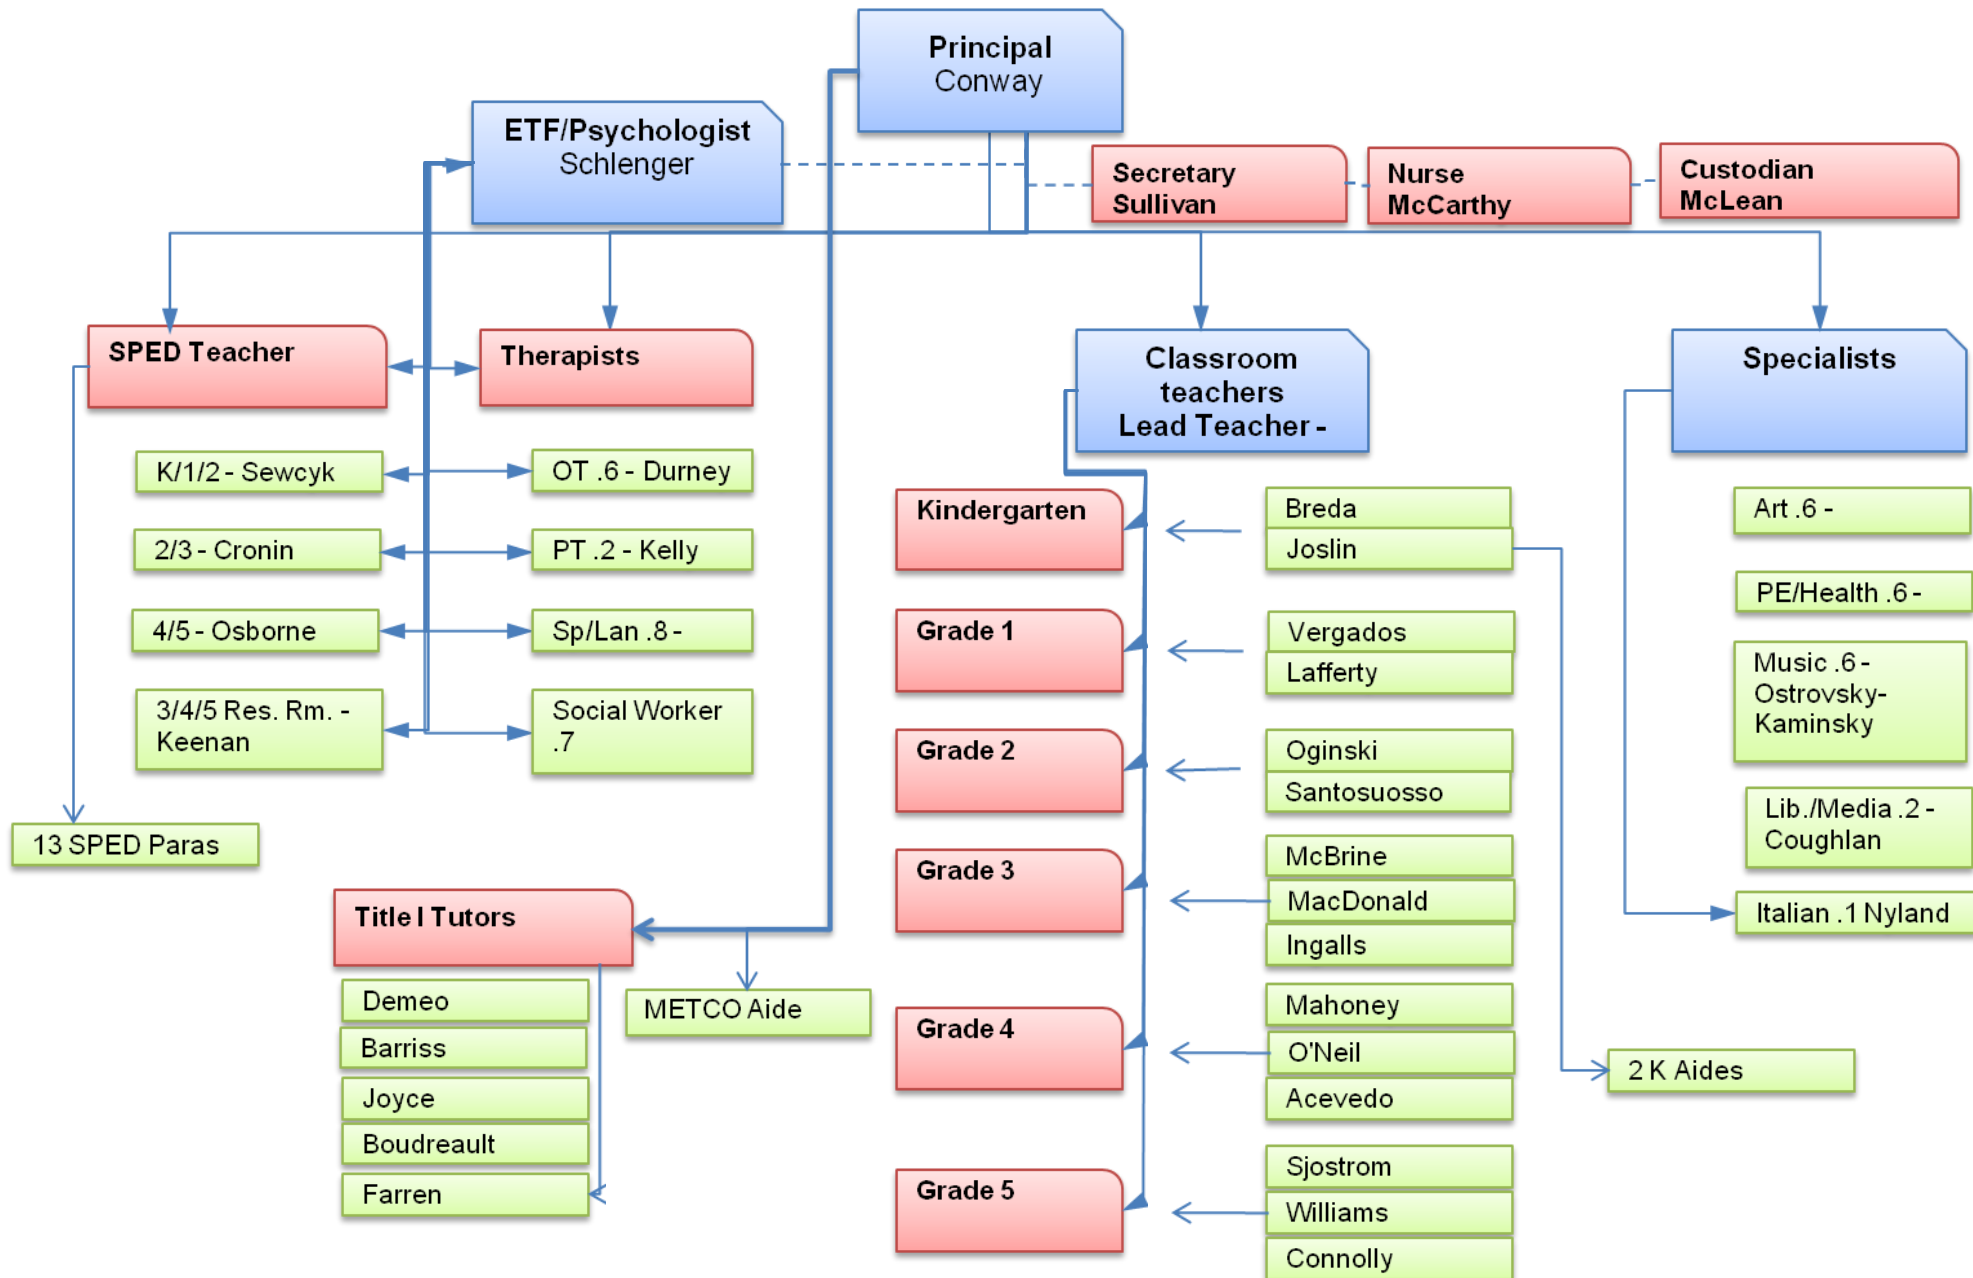 Principal
Conway
ETF/Psychologist
Schlenger
Secretary
Sullivan
Nurse
McCarthy
Custodian
McLean
SPED Teacher
Therapists
Classroom
teachers
Lead Teacher -
Specialists
K/1/2 - Sewcyk
2/3 - Cronin
4/5 - Osborne
3/4/5 Res. Rm. -
Keenan
13 SPED Paras
OT .6 - Durney
PT .2 - Kelly
Sp/Lan .8 -
Social Worker
.7
Title I Tutors
Demeo
Barriss
Joyce
Boudreault
Farren
METCO Aide
Kindergarten
Breda
Joslin
Grade 1
Vergados
Lafferty
Grade 2
Oginski
Santosuosso
Grade 3
McBrine
MacDonald
Ingalls
Grade 4
Mahoney
O'Neil
Acevedo
Grade 5
Sjostrom
Williams
Connolly
2 K Aides
Art .6 -
PE/Health .6 -
Music .6 -
Ostrovsky-
Kaminsky
Lib./Media .2 -
Coughlan
Italian .1 Nyland